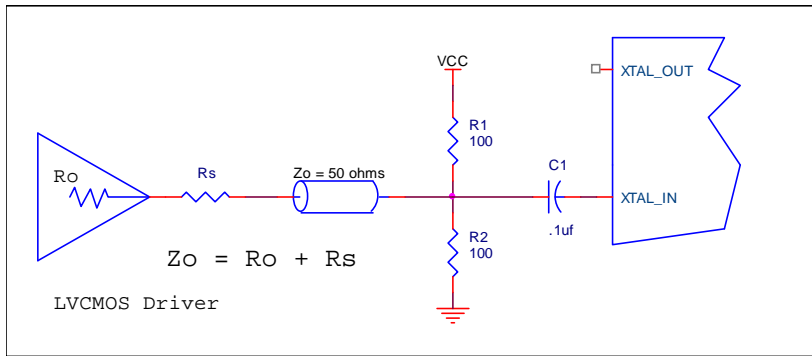 VCC
XTAL_OUT
R1
100
C1
Ro
Rs
Zo = 50 ohms
XTAL_IN
.1uf
R2
100
Zo = Ro + Rs
LVCMOS Driver